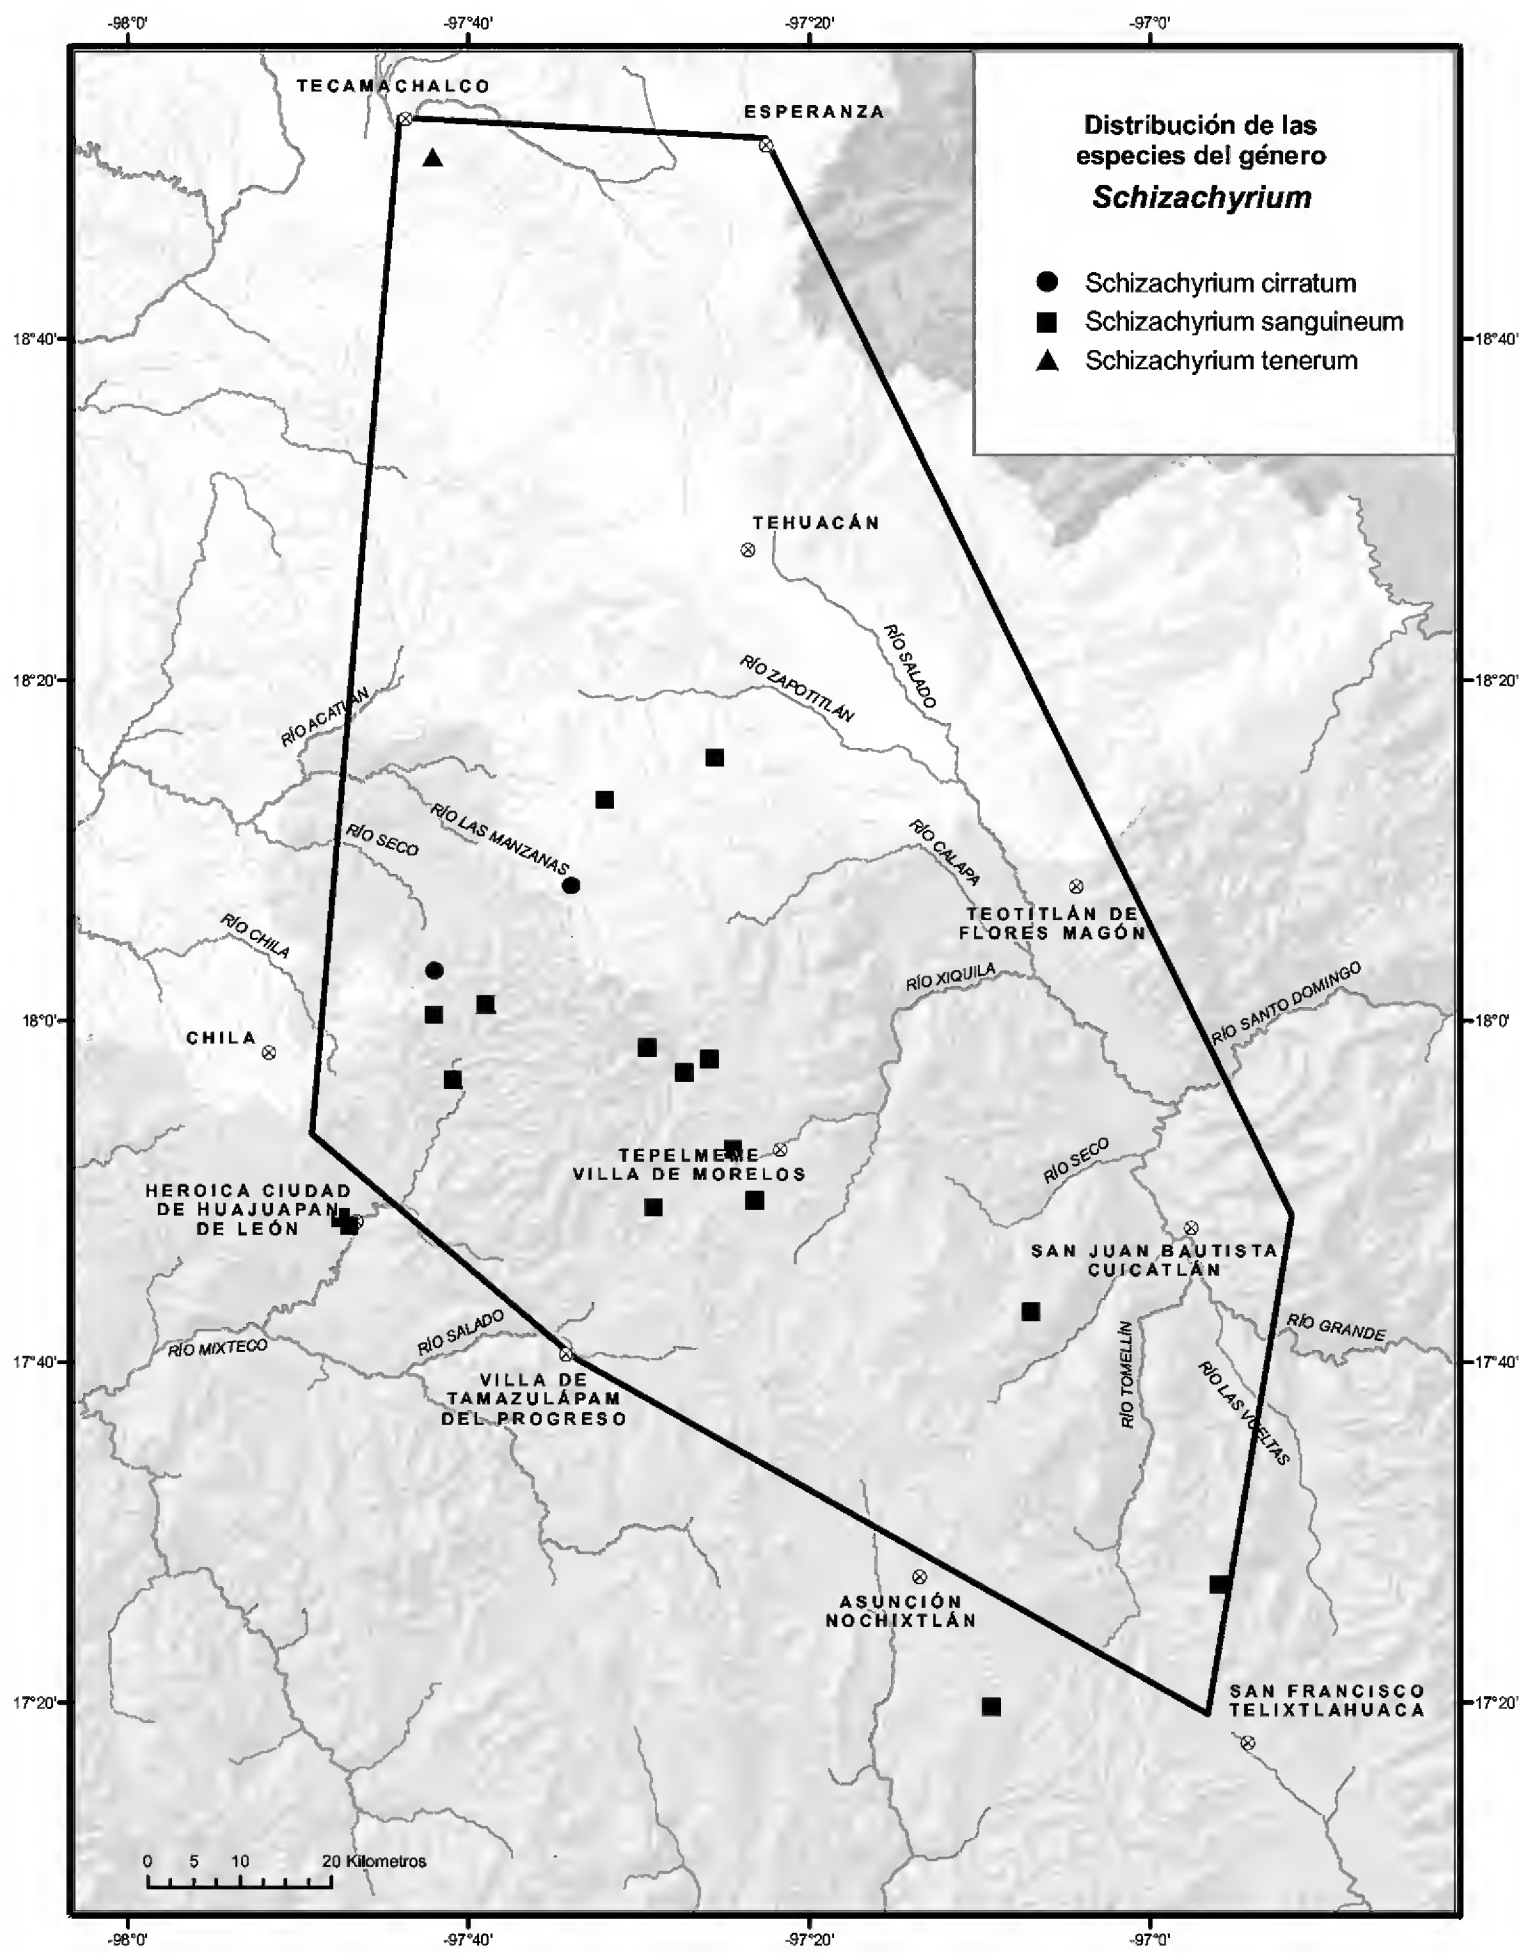 -98°0'
-97°40'
-97°20'
-97°0'
TECAMACHALCO
ESPERANZA
Distribución de las
especies del género
Schizachyrium
Schizachyrium cirratum
Schizachyrium sanguineum
Schizachyrium tenerum
18°40'
18°40'
TEHUACÁN
RÍO SALADO
RÍO ZAPOTITLÁN
18°20'
18°20'
RÍO ACATLÁN
RÍO LAS MANZANAS
RÍO SECO
RÍO CALAPA
TEOTITLÁN DE
FLORES MAGÓN
RÍO CHILA
RÍO XIQUILA
RÍO SANTO DOMINGO
18°0'
18°0'
CHILA
RÍO SECO
TEPELMEME
VILLA DE MORELOS
HEROICA CIUDAD
DE HUAJUAPAN
DE LEÓN
SAN JUAN BAUTISTA
CUICATLÁN
RÍO GRANDE
RÍO SALADO
RÍO MIXTECO
RÍO TOMELLÍN
17°40'
17°40'
RÍO LAS VUELTAS
VILLA DE
TAMAZULÁPAM
DEL PROGRESO
ASUNCIÓN
NOCHIXTLÁN
17°20'
17°20'
SAN FRANCISCO
TELIXTLAHUACA
0 5 10 20 Kilometros
-98°0'
-97°40'
-97°20'
-97°0'